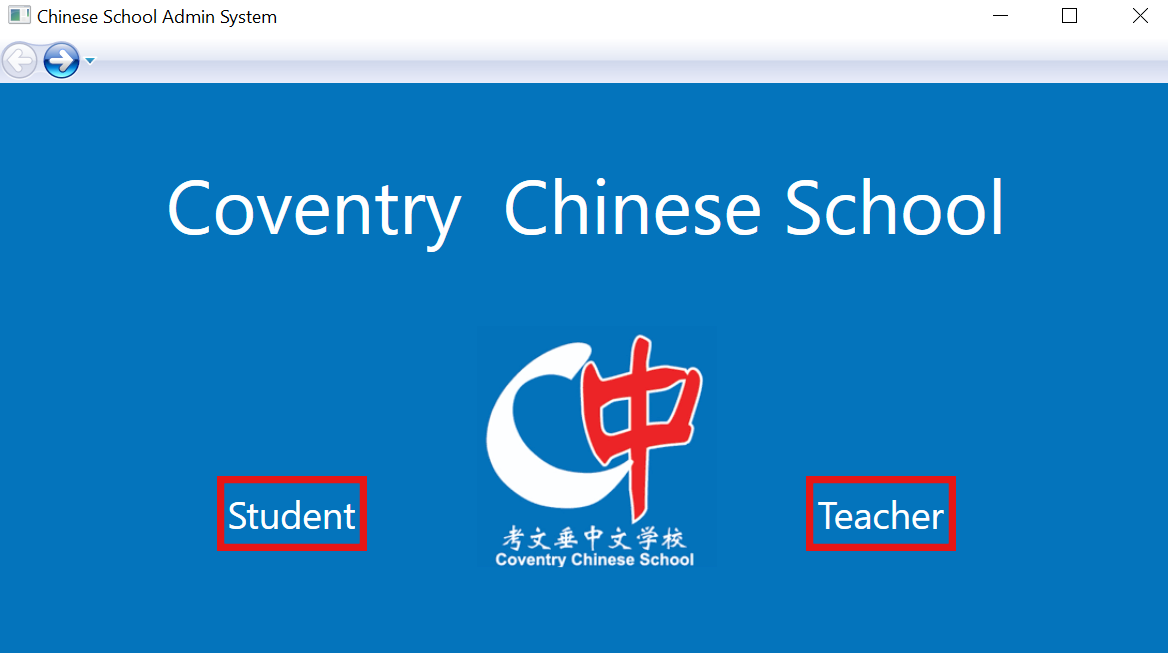 Chinese School Admin System
Coventry Chinese School
中
考文垂中文学校
Coventry Chinese School
Student
Teacher